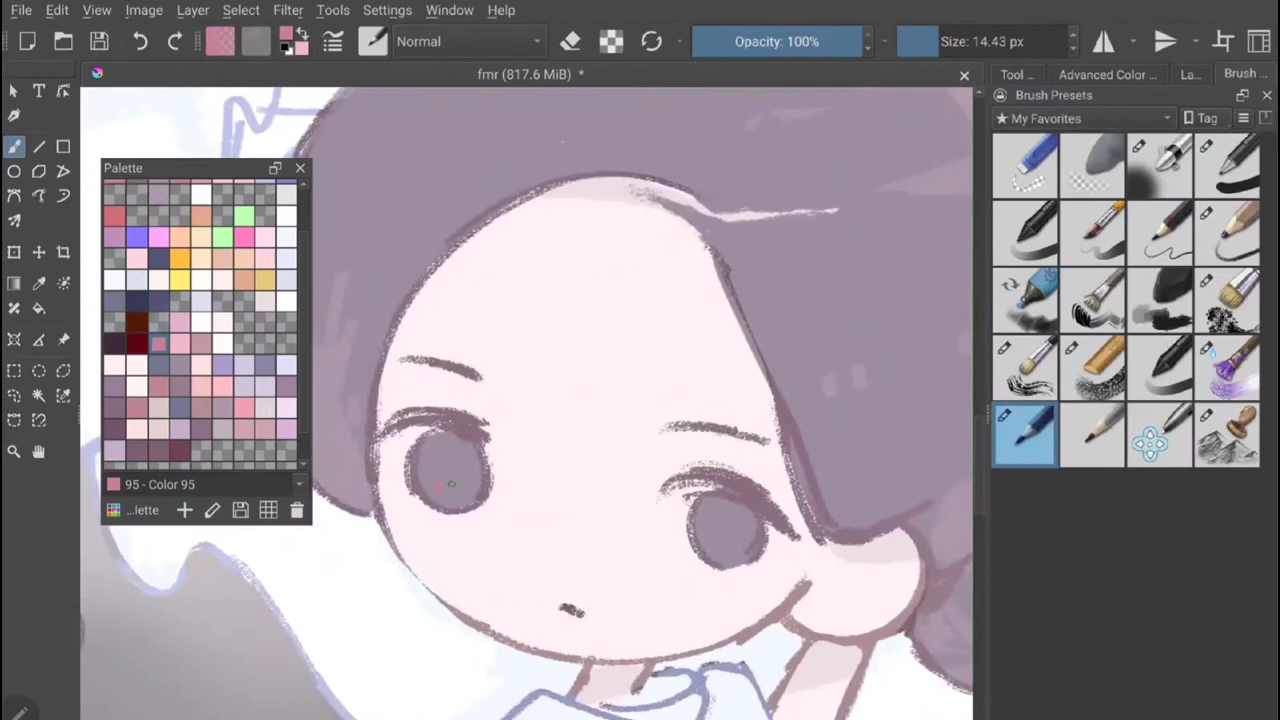 File Edit View Image Layer Select Filter Tools Settings Window Help
Normal Opacity: 100% Size: 14.43 px
fmr (817.6 MiB) *
Tool ... Advanced Color ... La... Brush ...
Brush Presets
My Favorites Tag
Palette
95 - Color 95
...lette